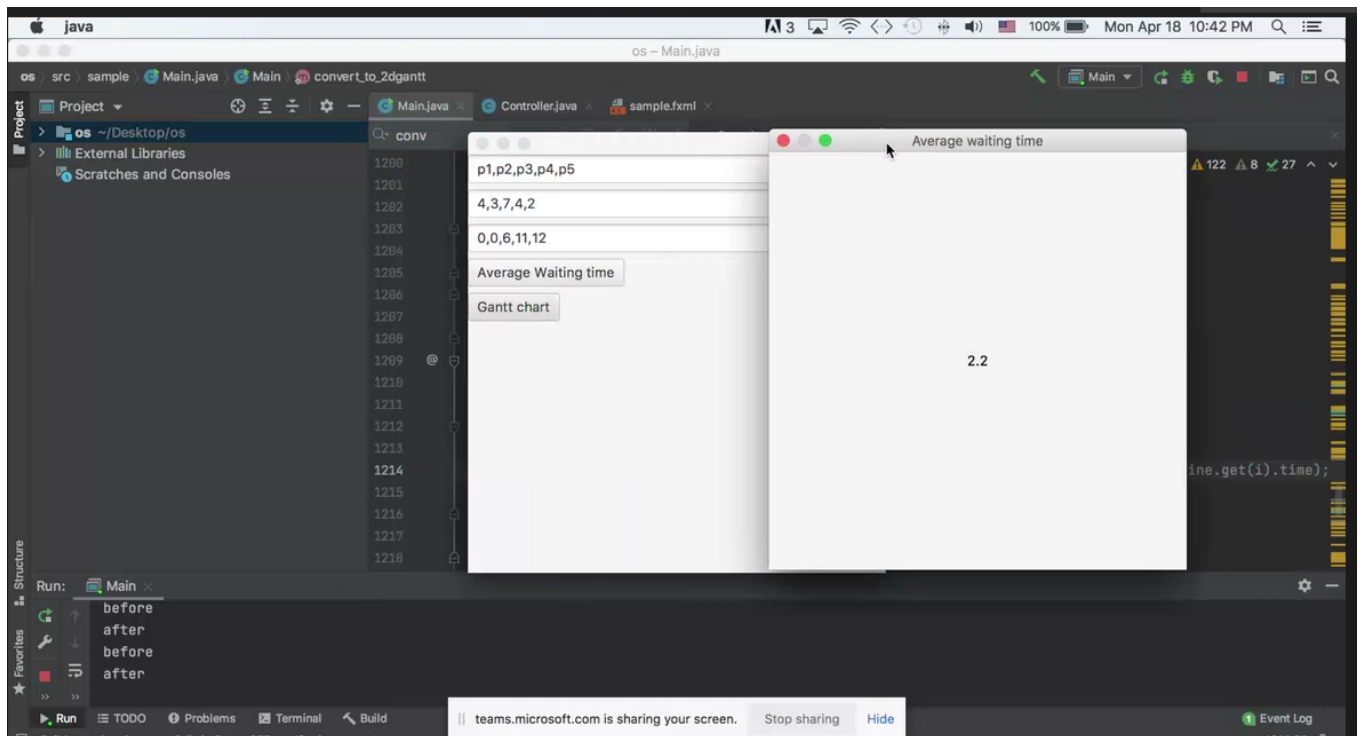 java
3
100%
Mon Apr 18 10:42 PM
os – Main.java
os
src
sample
Main.java
Main
convert_to_2dgantt
Main
Project
Project
Main.java
Controller.java
sample.fxml
os ~/Desktop/os
External Libraries
Scratches and Consoles
conv
122
8
27
1200
1201
1202
1203
1204
1205
1206
1207
1208
1209
@
1210
1211
1212
1213
1214
1215
1216
1217
1218
p1,p2,p3,p4,p5
4,3,7,4,2
0,0,6,11,12
Average Waiting time
Gantt chart
Average waiting time
2.2
ine.get(i).time);
Structure
Favorites
Run:
Main
before
after
before
after
Run
TODO
Problems
Terminal
Build
teams.microsoft.com is sharing your screen.
Stop sharing
Hide
1
Event Log